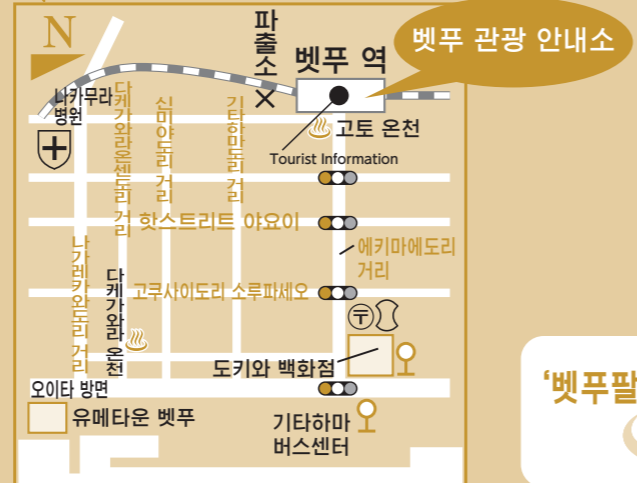 N
파출소
벳푸 역
벳푸 관광 안내소
나카무라
병원
다케가와라온센도리 거리
신미야도리 거리
기타하마도리 거리
고토 온천
Tourist Information
핫스트리트 야요이
에키마에도리
거리
나가레카와도리 거리
다케가와라 온천
고쿠사이도리 소루파세오
〒
도키와 백화점
오이타 방면
유메타운 벳푸
기타하마
버스센터
‘벳푸팔